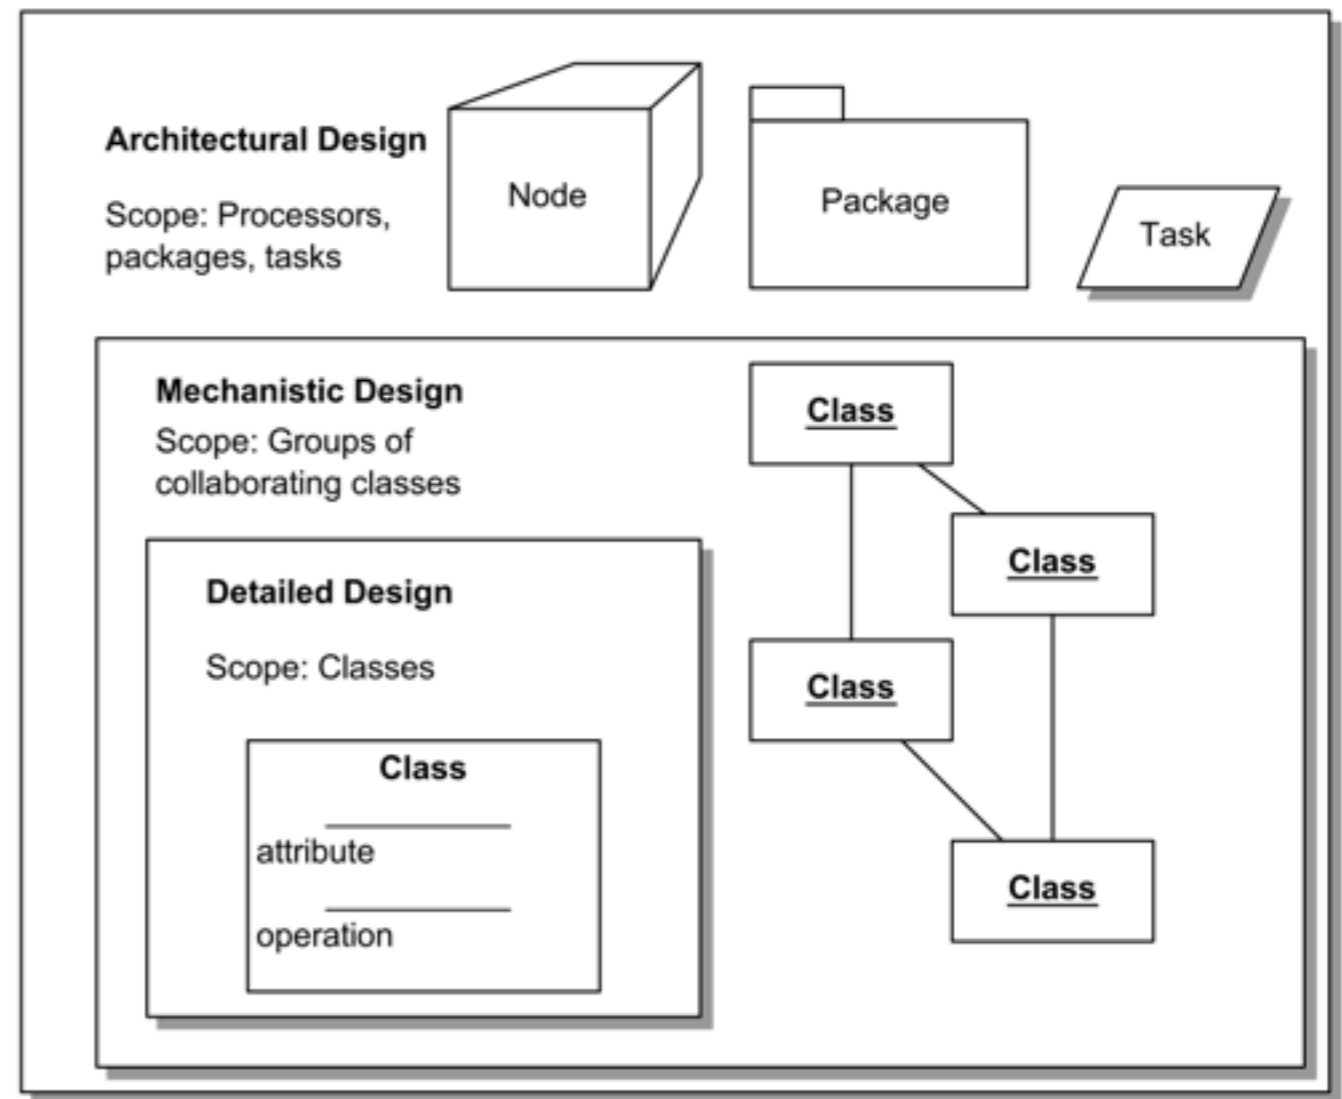 Architectural Design
Scope: Processors,
packages, tasks
Node
Package
Task
Mechanistic Design
Scope: Groups of
collaborating classes
Class
Class
Class
Class
Detailed Design
Scope: Classes
Class
attribute
operation